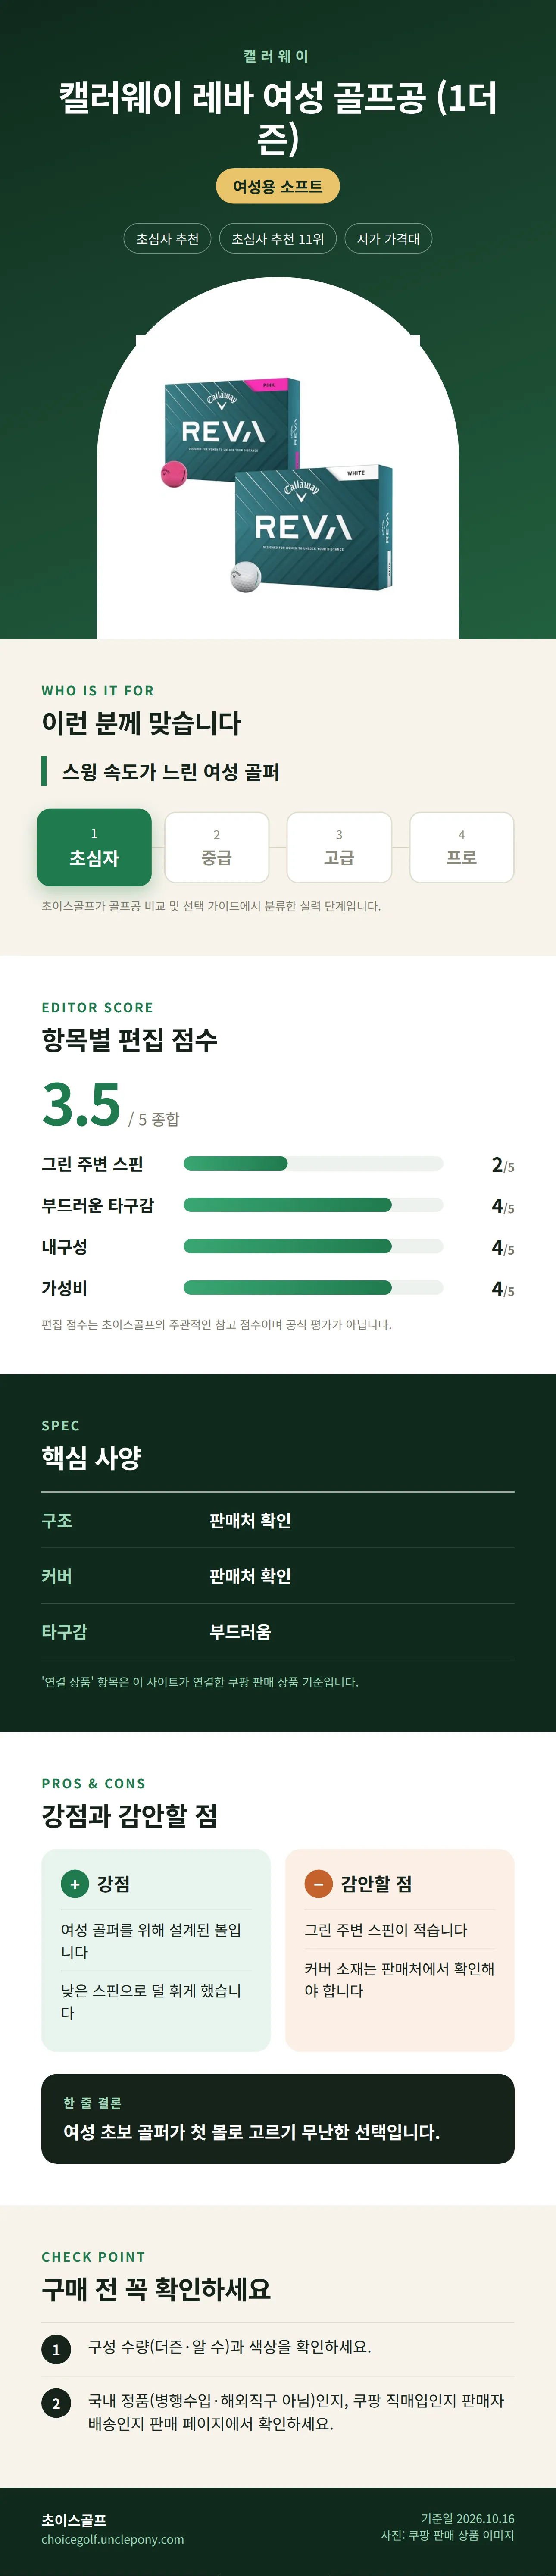 캘러웨이
캘러웨이 레바 여성 골프공 (1더
즌)
여성용 소프트
초심자 추천
초심자 추천 11위
저가 가격대
PINK
Callaway
REVA
WHITE
Callaway
REVA
WHO IS IT FOR
이런 분께 맞습니다
스윙 속도가 느린 여성 골퍼
1
초심자
2
중급
3
고급
4
프로
초이스골프가 골프공 비교 및 선택 가이드에서 분류한 실력 단계입니다.
EDITOR SCORE
항목별 편집 점수
3.5 / 5 종합
그린 주변 스핀 2/5
부드러운 타구감 4/5
내구성 4/5
가성비 4/5
편집 점수는 초이스골프의 주관적인 참고 점수이며 공식 평가가 아닙니다.
SPEC
핵심 사양
구조 판매처 확인
커버 판매처 확인
타구감 부드러움
'연결 상품' 항목은 이 사이트가 연결한 쿠팡 판매 상품 기준입니다.
PROS & CONS
강점과 감안할 점
+ 강점
여성 골퍼를 위해 설계된 볼입
니다
낮은 스핀으로 덜 휘게 했습니
다
− 감안할 점
그린 주변 스핀이 적습니다
커버 소재는 판매처에서 확인해
야 합니다
한 줄 결론
여성 초보 골퍼가 첫 볼로 고르기 무난한 선택입니다.
CHECK POINT
구매 전 꼭 확인하세요
1 구성 수량(더즌·알 수)과 색상을 확인하세요.
2 국내 정품(병행수입·해외직구 아님)인지, 쿠팡 직매입인지 판매자
배송인지 판매 페이지에서 확인하세요.
초이스골프
choicegolf.unclepony.com
기준일 2026.10.16
사진: 쿠팡 판매 상품 이미지